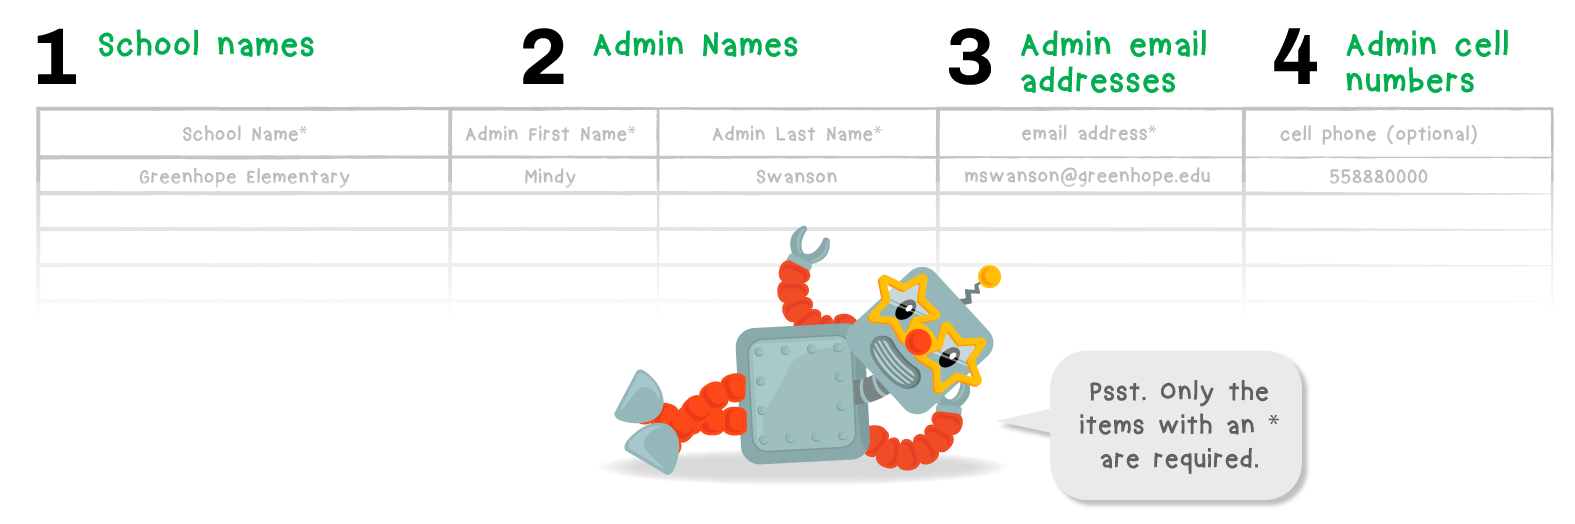 1 School names
2 Admin Names
3 Admin email
addresses
4 Admin cell
numbers
School Name* Admin First Name* Admin Last Name* email address* cell phone (optional)
Greenhope Elementary Mindy Swanson mswanson@greenhope.edu 558880000
Psst. Only the
items with an *
are required.